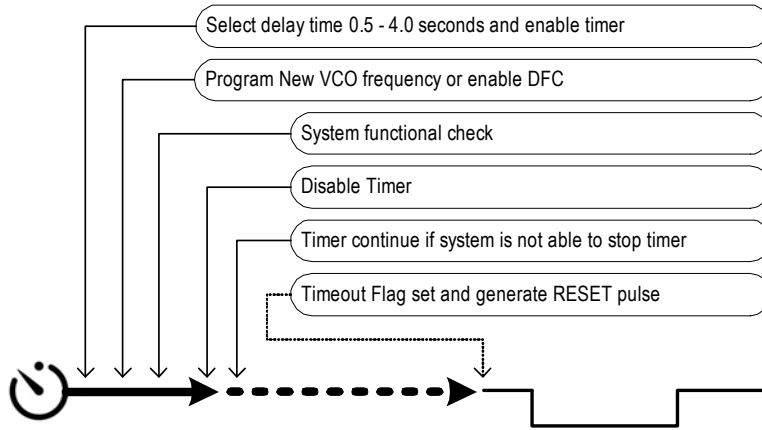 Select delay time 0.5 - 4.0 seconds and enable timer
Program New VCO frequency or enable DFC
System functional check
Disable Timer
Timer continue if system is not able to stop timer
Timeout Flag set and generate RESET pulse